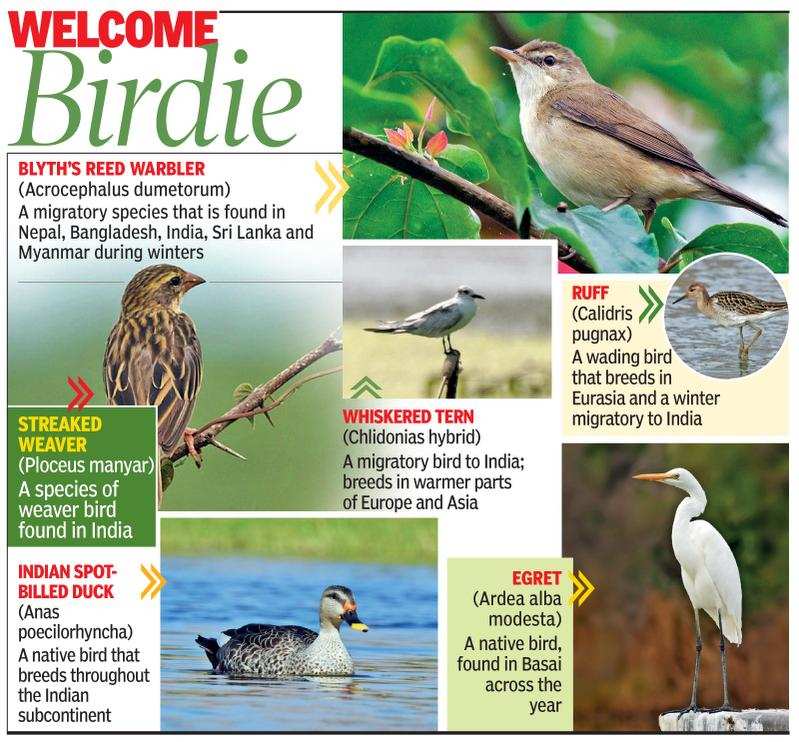 WELCOME
Birdie
BLYTH'S REED WARBLER
(Acrocephalus dumetorum)
A migratory species that is found in
Nepal, Bangladesh, India, Sri Lanka and
Myanmar during winters
RUFF
(Calidris
pugnax)
A wading bird
that breeds in
Eurasia and a winter
migratory to India
STREAKED
WEAVER
(Ploceus manyar)
A species of
weaver bird
found in India
WHISKERED TERN
(Chlidonias hybrid)
A migratory bird to India;
breeds in warmer parts
of Europe and Asia
INDIAN SPOT-
BILLED DUCK
(Anas
poecilorhyncha)
A native bird that
breeds throughout
the Indian
subcontinent
EGRET
(Ardea alba
modesta)
A native bird,
found in Basai
across the
year